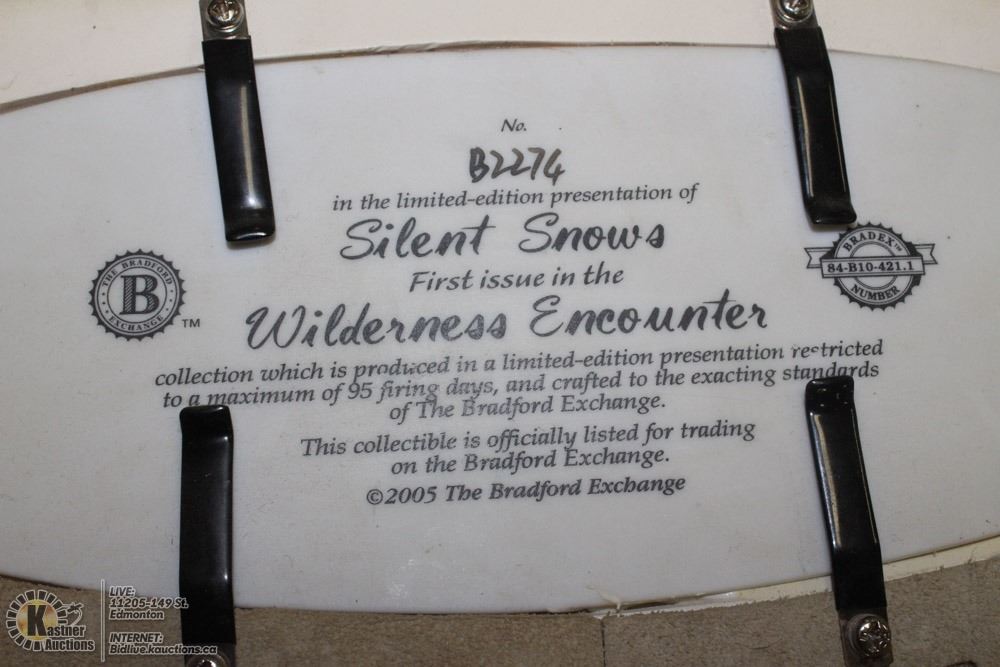 No.
B2274
in the limited-edition presentation of
Silent Snows
First issue in the
Wilderness Encounter
collection which is produced in a limited-edition presentation restricted
to a maximum of 95 firing days, and crafted to the exacting standards
of The Bradford Exchange.
This collectible is officially listed for trading
on the Bradford Exchange.
©2005 The Bradford Exchange
THE BRADFORD
B
EXCHANGE
TM
BRADEX™
84-B10-421.1
NUMBER
Kastner
Auctions
LIVE:
11205-149 St.
Edmonton
INTERNET:
Bidlive.kauctions.ca